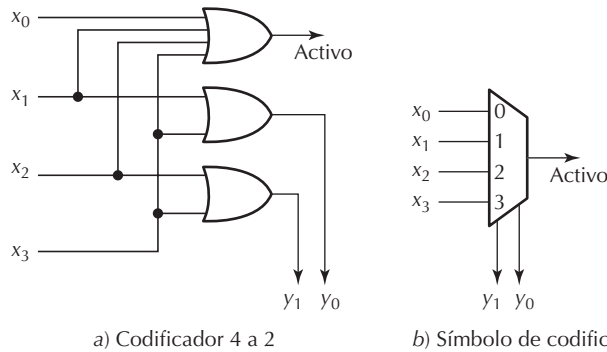 x0
x1
x2
x3
Activo
y1 y0
a) Codificador 4 a 2
x0
x1
x2
x3
0
1
2
3
Activo
y1 y0
b) Símbolo de codific